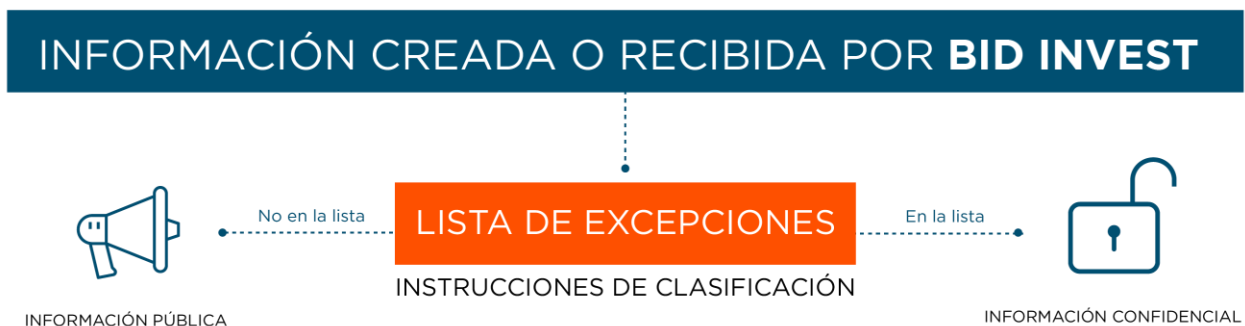 INFORMACIÓN CREADA O RECIBIDA POR BID INVEST
No en la lista
LISTA DE EXCEPCIONES
En la lista
INSTRUCCIONES DE CLASIFICACIÓN
INFORMACIÓN PÚBLICA
INFORMACIÓN CONFIDENCIAL